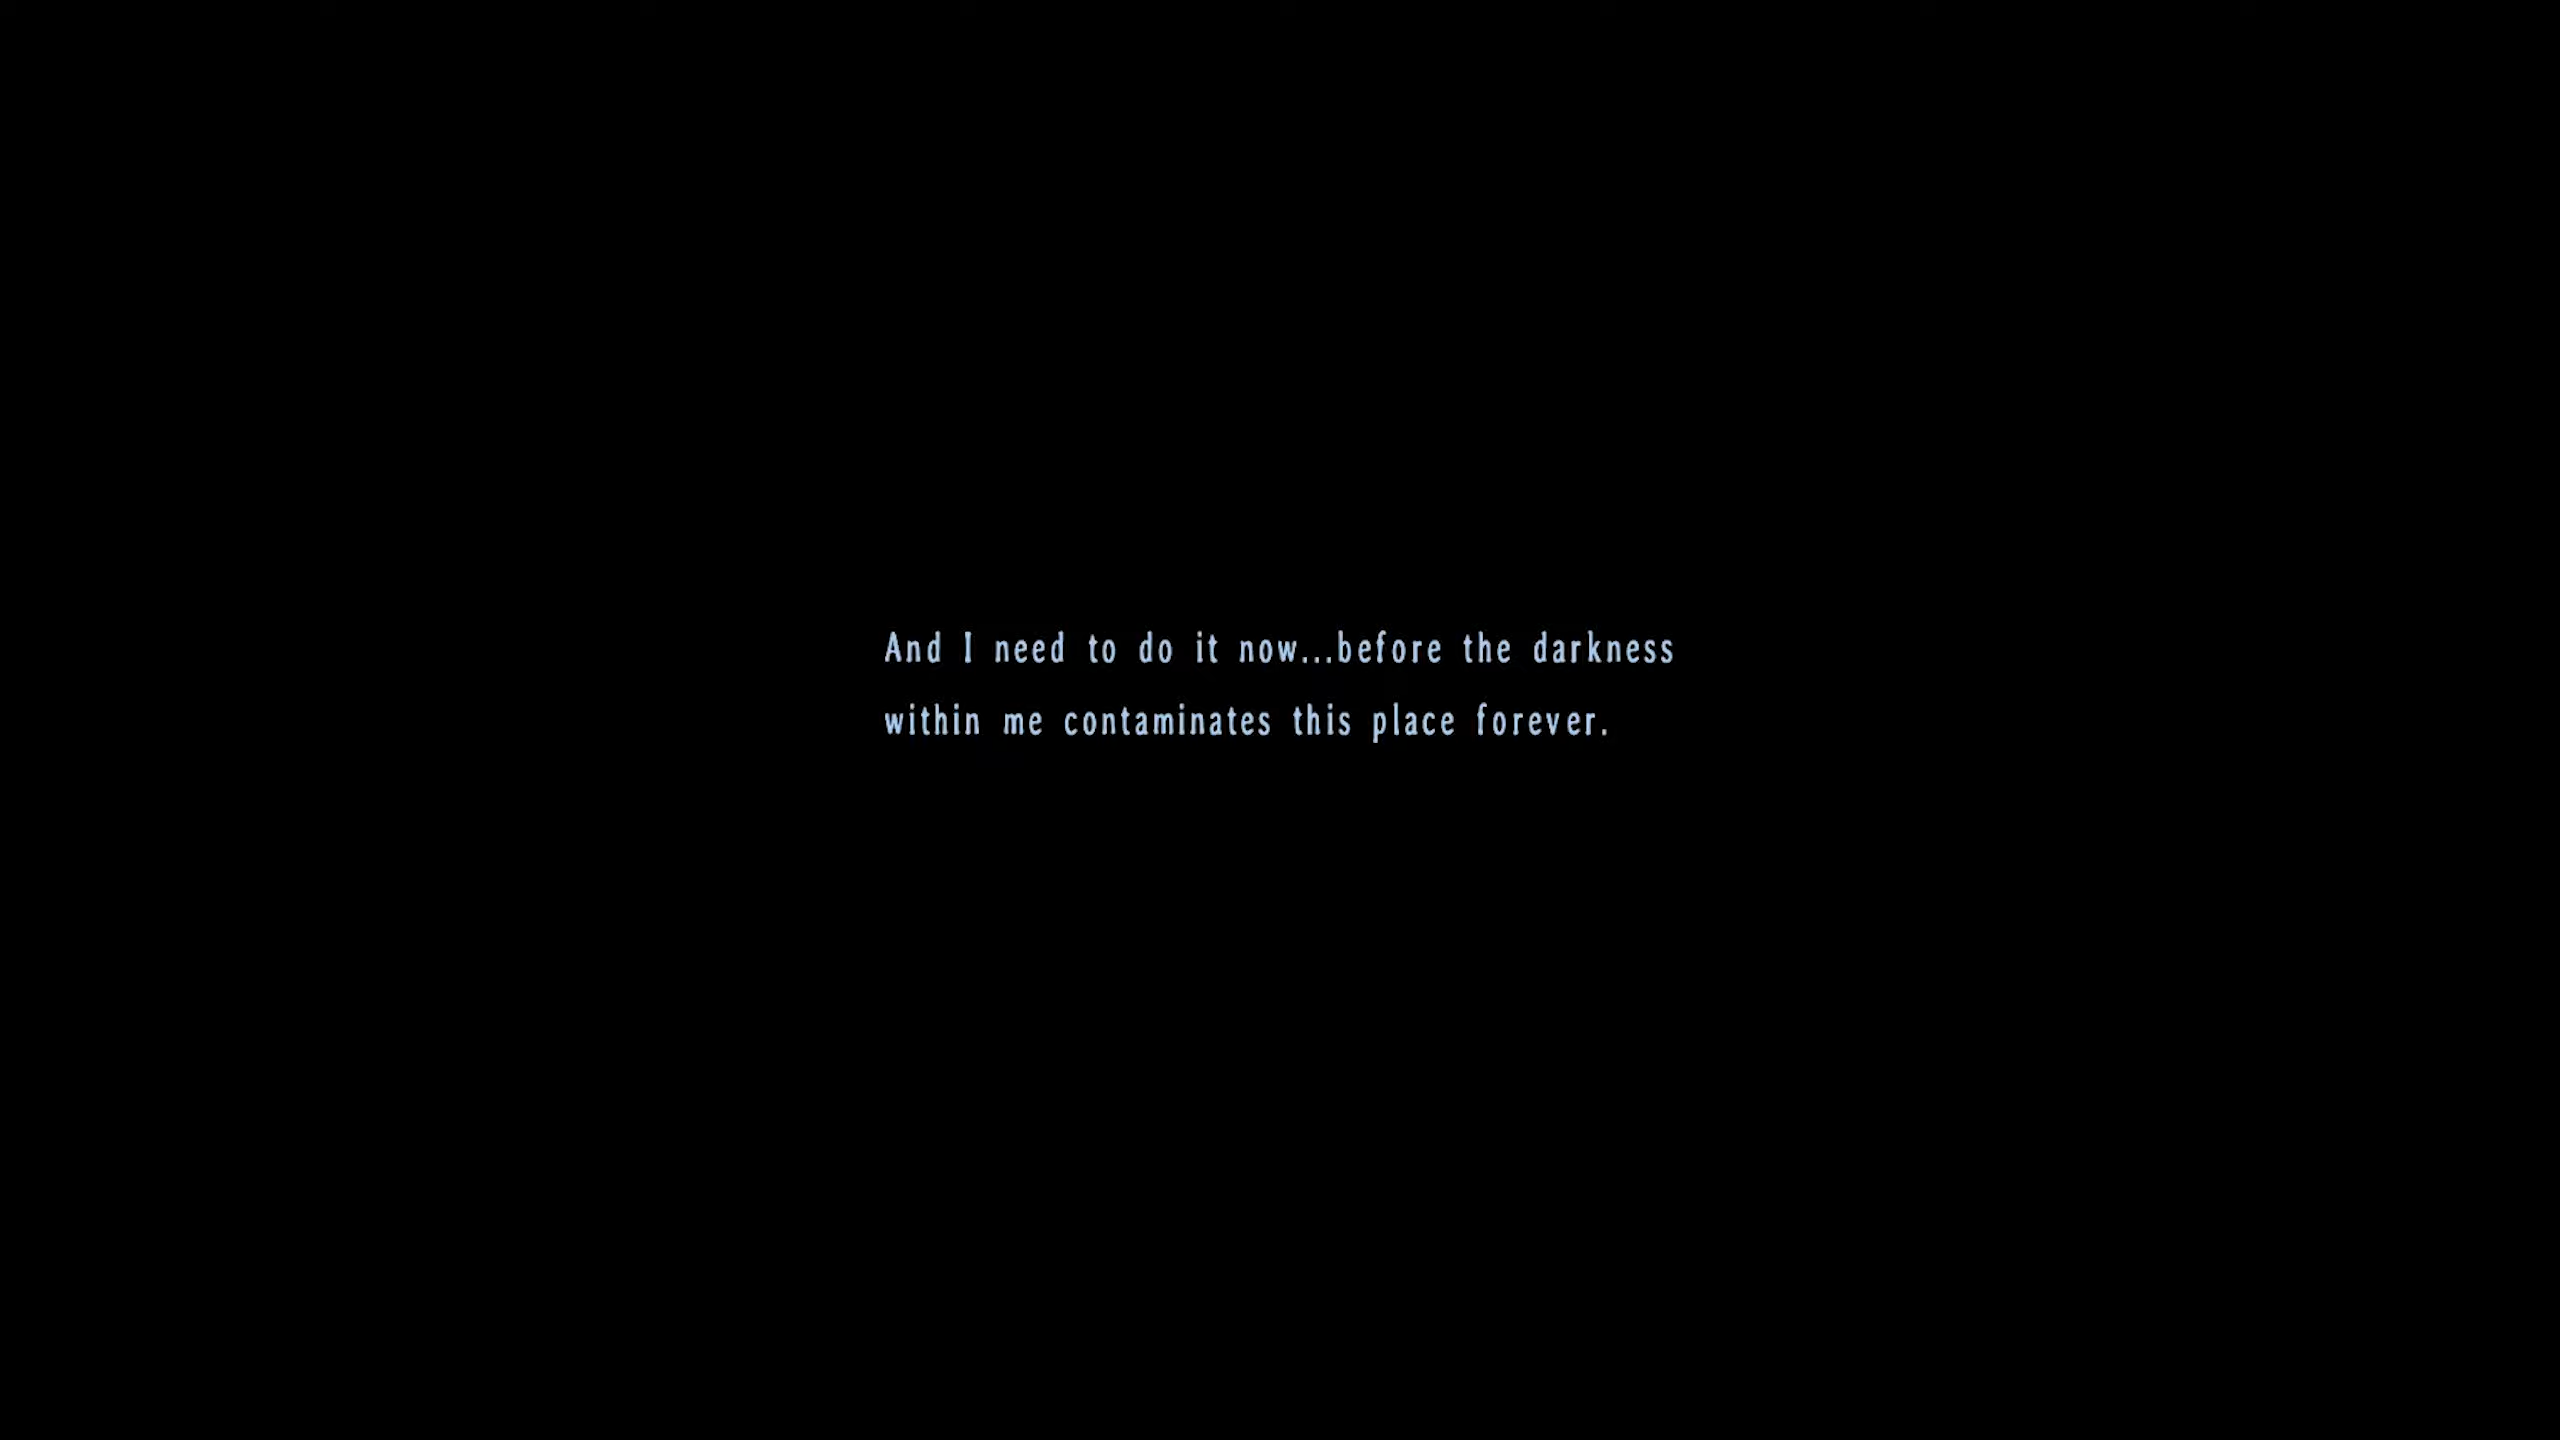 And I need to do it now...before the darkness
within me contaminates this place forever.